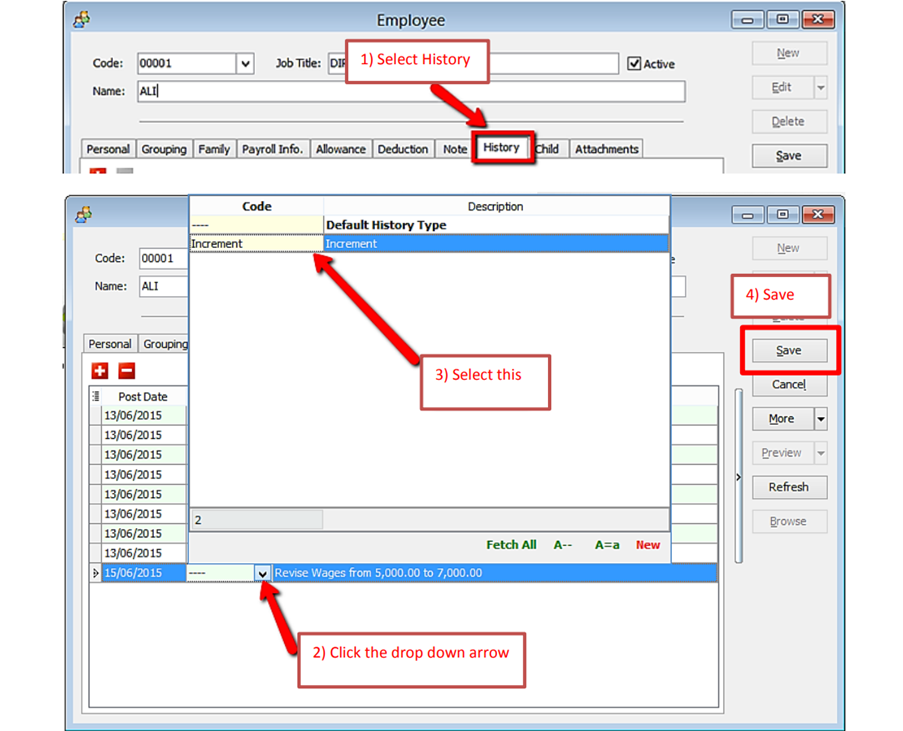 Employee
Code: 00001 Job Title: DIR Active New
1) Select History
Name: ALI Edit
Delete
Personal Grouping Family Payroll Info. Allowance Deduction Note History Child Attachments Save
Code Description
---- Default History Type
Increment Increment
Code: 00001 New
Name: ALI 4) Save
Personal Grouping Save
3) Select this
Cancel
Post Date
13/06/2015 More
13/06/2015
13/06/2015 Preview
13/06/2015
13/06/2015 Refresh
13/06/2015 2 Browse
13/06/2015
13/06/2015 Fetch All A-- A=a New
15/06/2015 ---- Revise Wages from 5,000.00 to 7,000.00
2) Click the drop down arrow